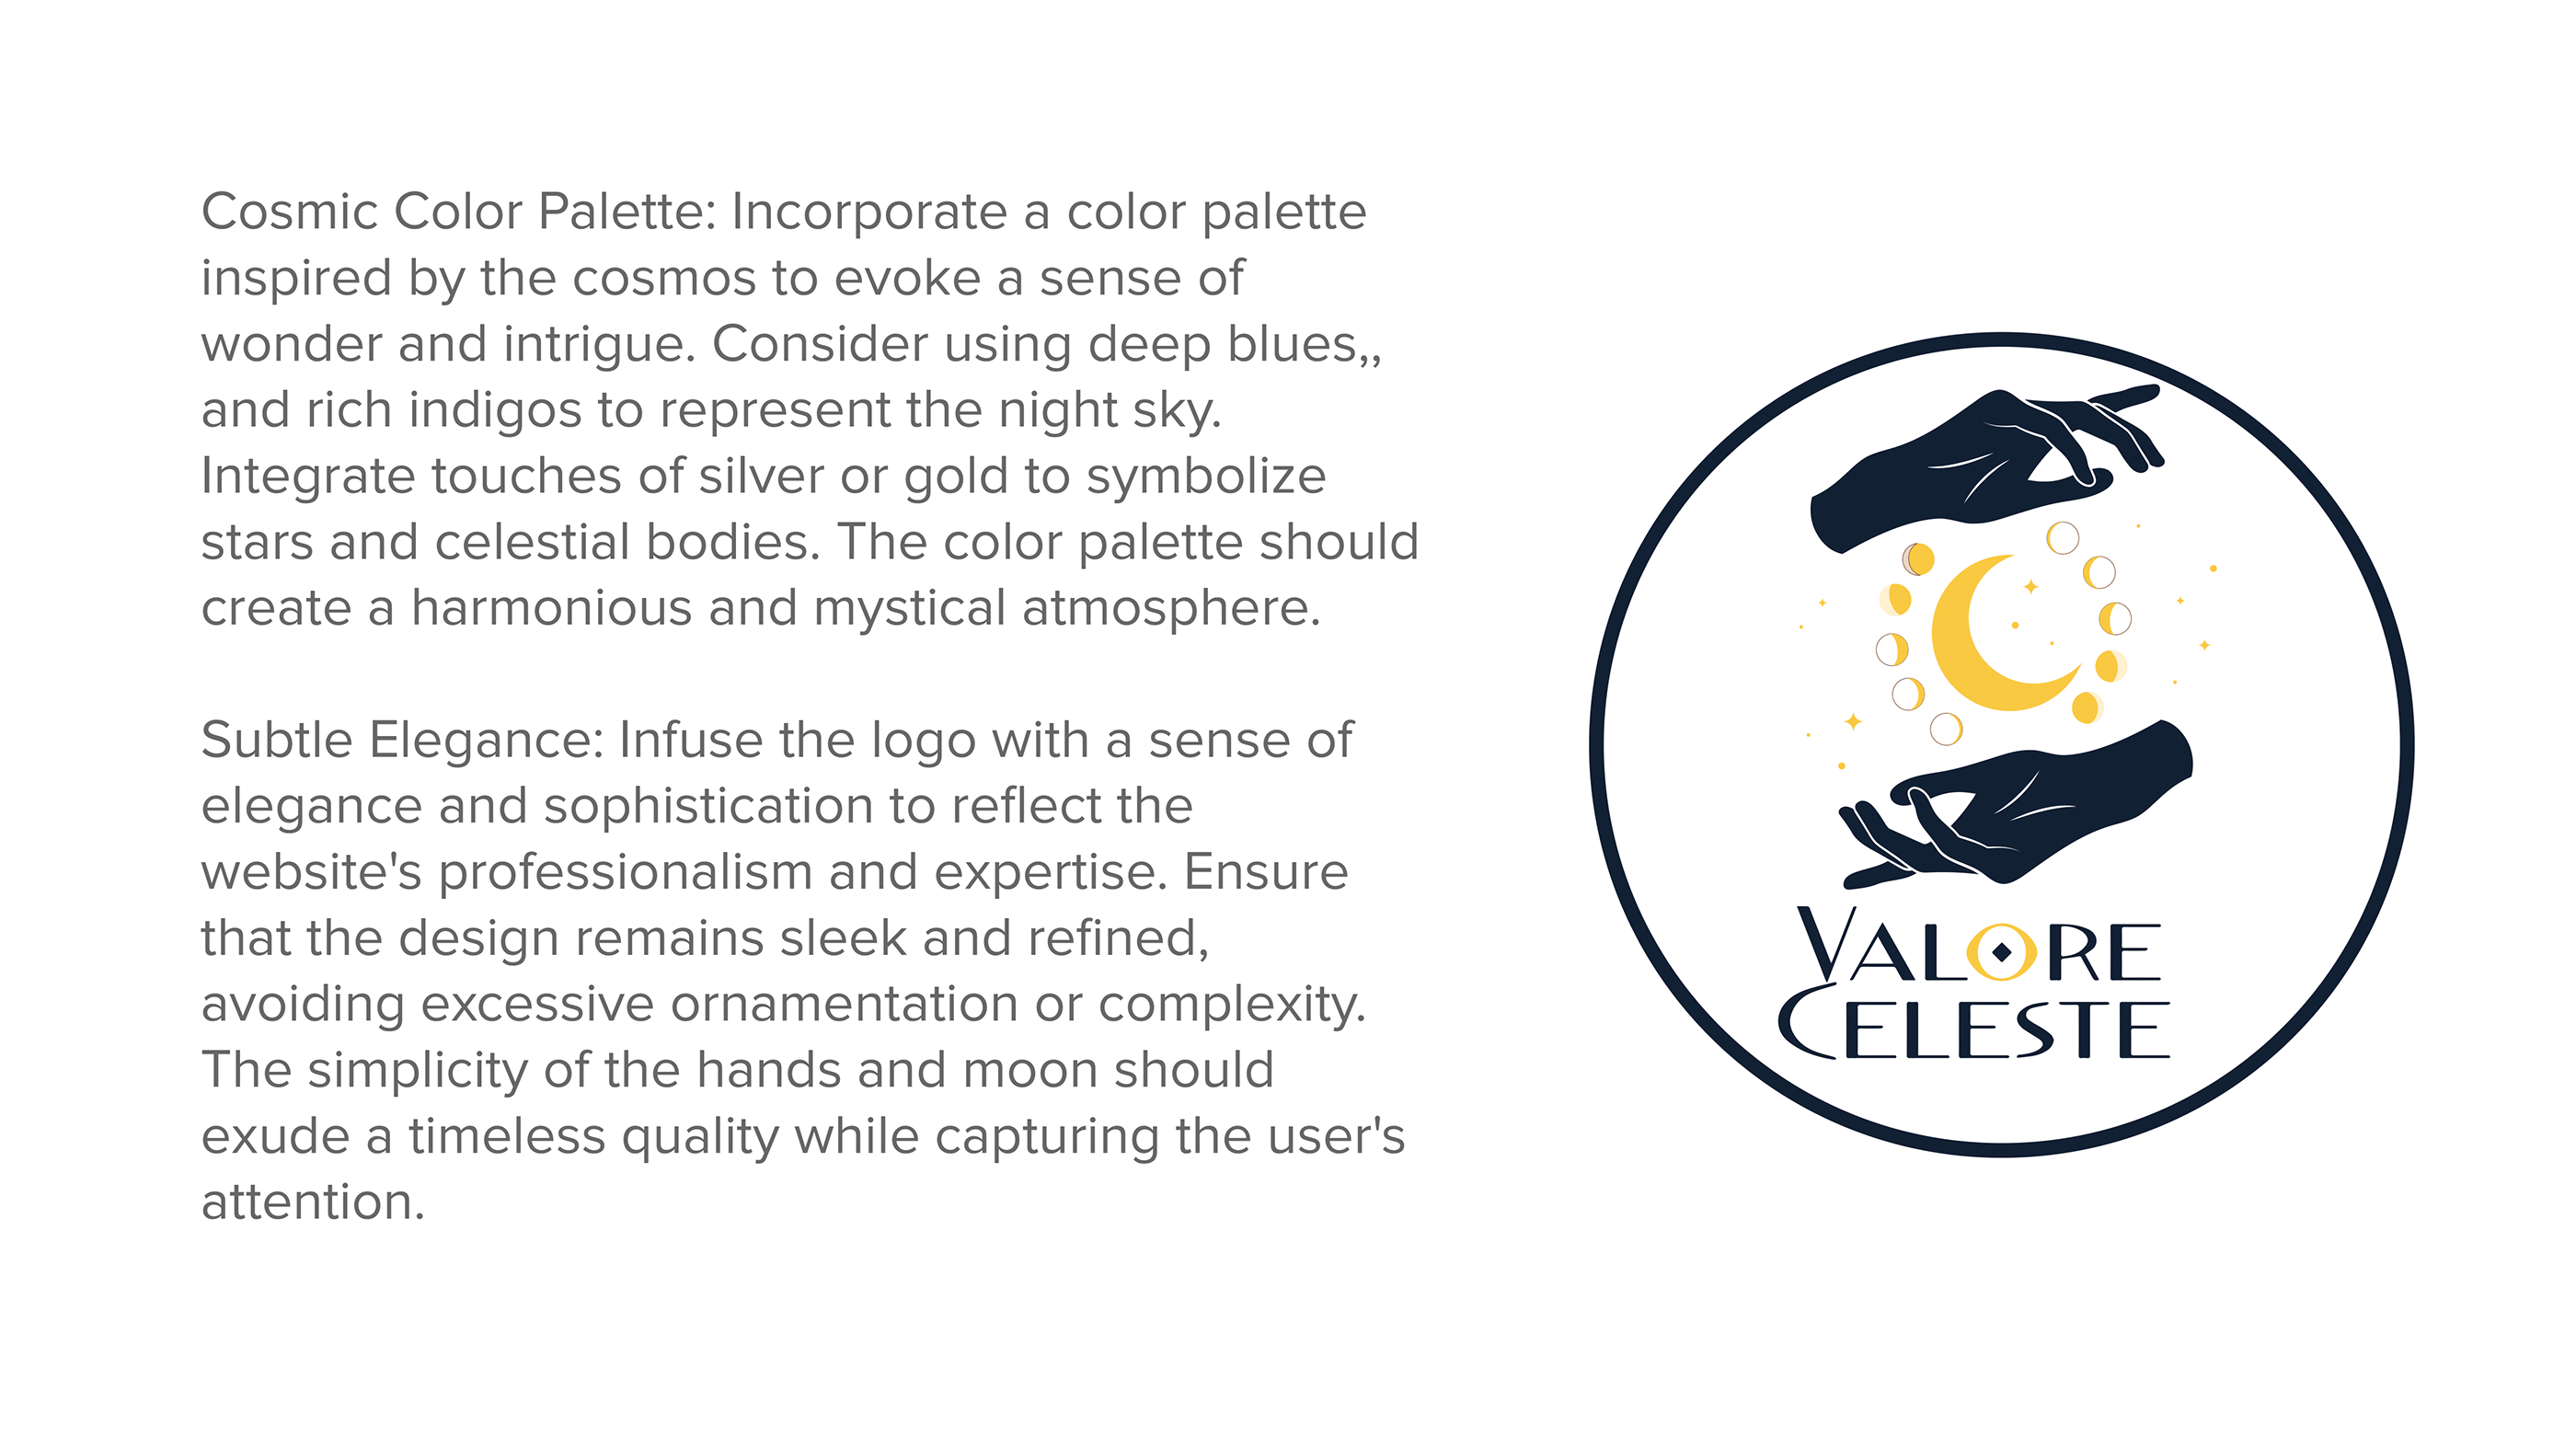 Cosmic Color Palette: Incorporate a color palette
inspired by the cosmos to evoke a sense of
wonder and intrigue. Consider using deep blues,,
and rich indigos to represent the night sky.
Integrate touches of silver or gold to symbolize
stars and celestial bodies. The color palette should
create a harmonious and mystical atmosphere.
Subtle Elegance: Infuse the logo with a sense of
elegance and sophistication to reflect the
website's professionalism and expertise. Ensure
that the design remains sleek and refined,
avoiding excessive ornamentation or complexity.
The simplicity of the hands and moon should
exude a timeless quality while capturing the user's
attention.
VALORE
CELESTE